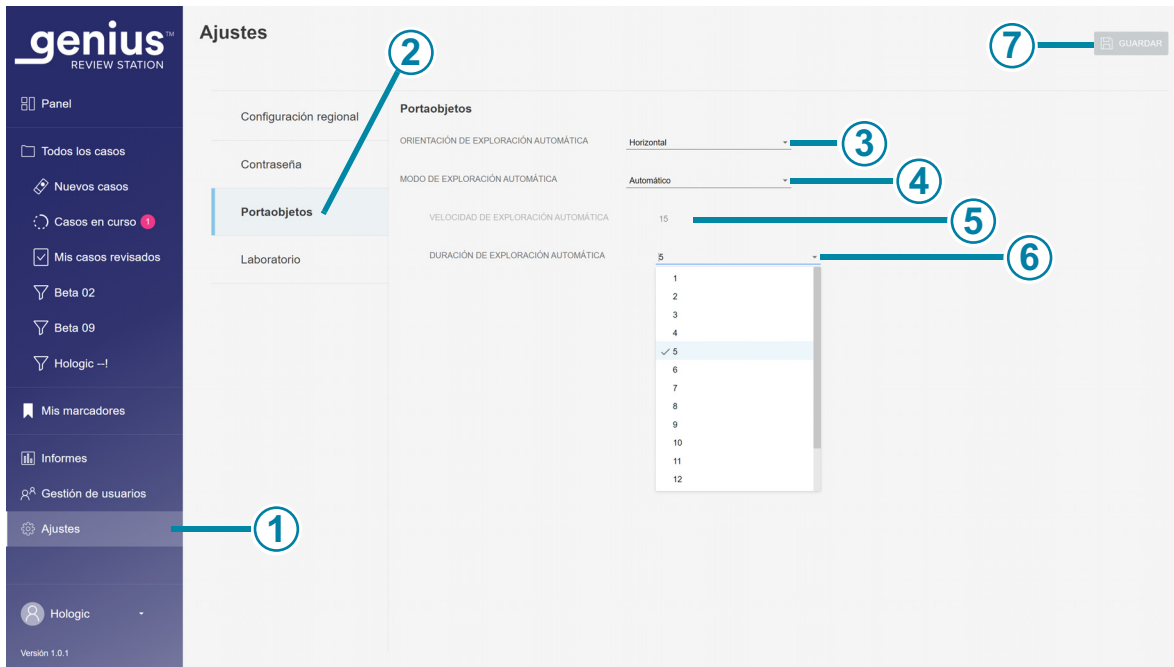 genius™
REVIEW STATION
Panel
Todos los casos
Nuevos casos
Casos en curso 1
Mis casos revisados
Beta 02
Beta 09
Hologic --!
Mis marcadores
Informes
Gestión de usuarios
Ajustes
Hologic
Versión 1.0.1
Ajustes
GUARDAR
Configuración regional
Contraseña
Portaobjetos
Laboratorio
Portaobjetos
ORIENTACIÓN DE EXPLORACIÓN AUTOMÁTICA Horizontal
MODO DE EXPLORACIÓN AUTOMÁTICA Automático
VELOCIDAD DE EXPLORACIÓN AUTOMÁTICA 15
DURACIÓN DE EXPLORACIÓN AUTOMÁTICA 5
1
2
3
4
5
6
7
8
9
10
11
12
1
2
3
4
5
6
7